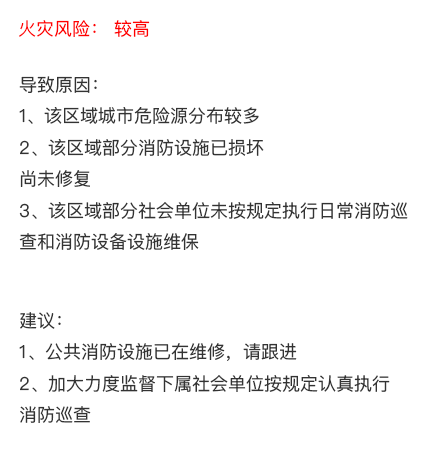 火灾风险： 较高
导致原因：
1、该区域城市危险源分布较多
2、该区域部分消防设施已损坏
尚未修复
3、该区域部分社会单位未按规定执行日常消防巡
查和消防设备设施维保
建议：
1、公共消防设施已在维修，请跟进
2、加大力度监督下属社会单位按规定认真执行
消防巡查